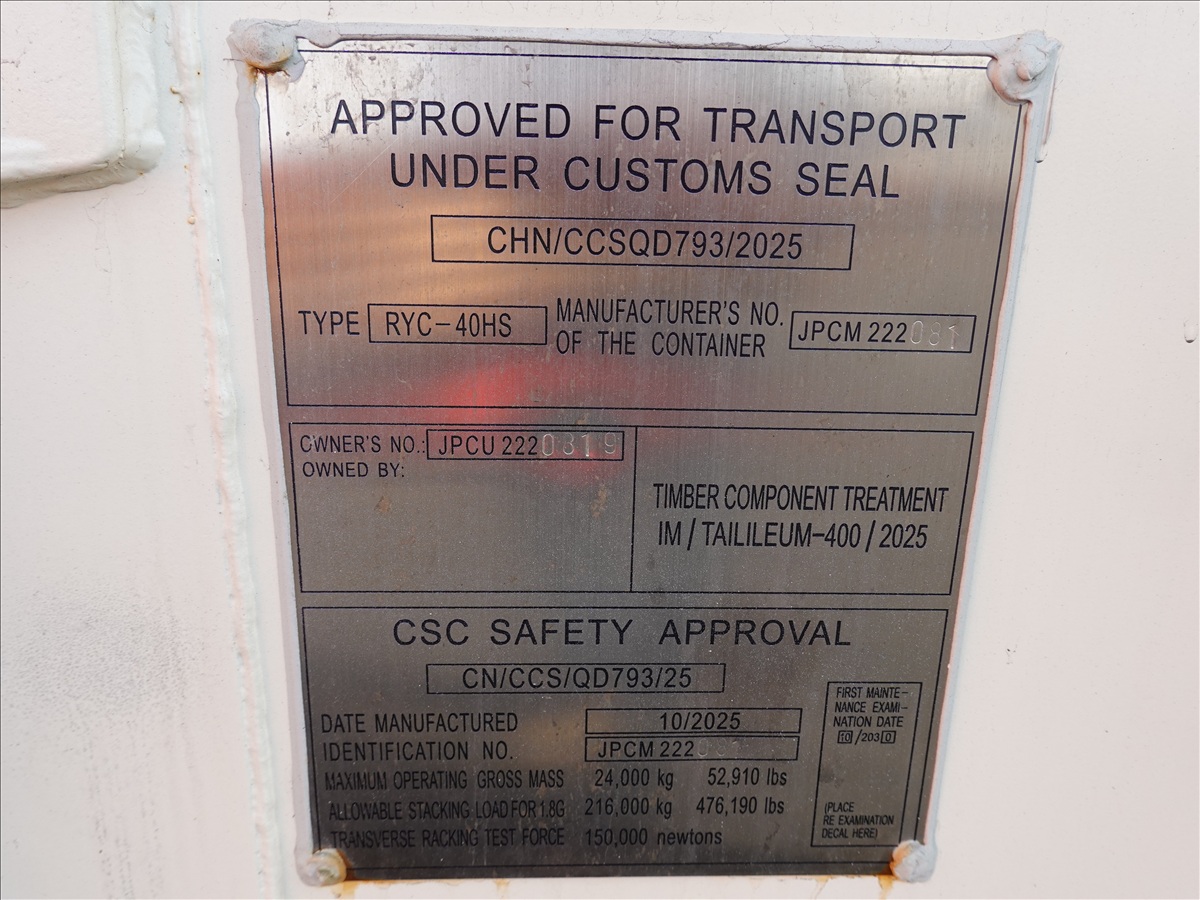 APPROVED FOR TRANSPORT
UNDER CUSTOMS SEAL
CHN/CCSQD793/2025
TYPE RYC-40HS MANUFACTURER'S NO.
OF THE CONTAINER JPCM 222081
OWNER'S NO.: JPCU 2220819
OWNED BY:
TIMBER COMPONENT TREATMENT
IM / TAILILEUM-400 / 2025
CSC SAFETY APPROVAL
CN/CCS/QD793/25
DATE MANUFACTURED 10/2025
IDENTIFICATION NO. JPCM 222081
MAXIMUM OPERATING GROSS MASS 24,000 kg 52,910 lbs
ALLOWABLE STACKING LOAD FOR 1.8G 216,000 kg 476,190 lbs
TRANSVERSE RACKING TEST FORCE 150,000 newtons
FIRST MAINTE-
NANCE EXAMI-
NATION DATE
10/2030
(PLACE
RE EXAMINATION
DECAL HERE)